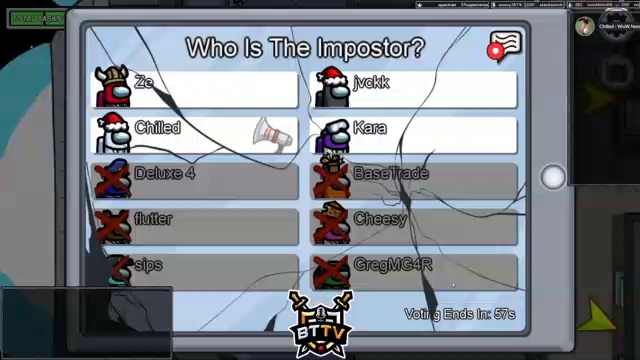 TOTAL TASKS
Who Is The Impostor?
Ze
jvckk
Chilled
Kara
Deluxe 4
BaseTrade
flutter
Cheesy
sips
GregMG4R
Voting Ends In: 57s
BTTV